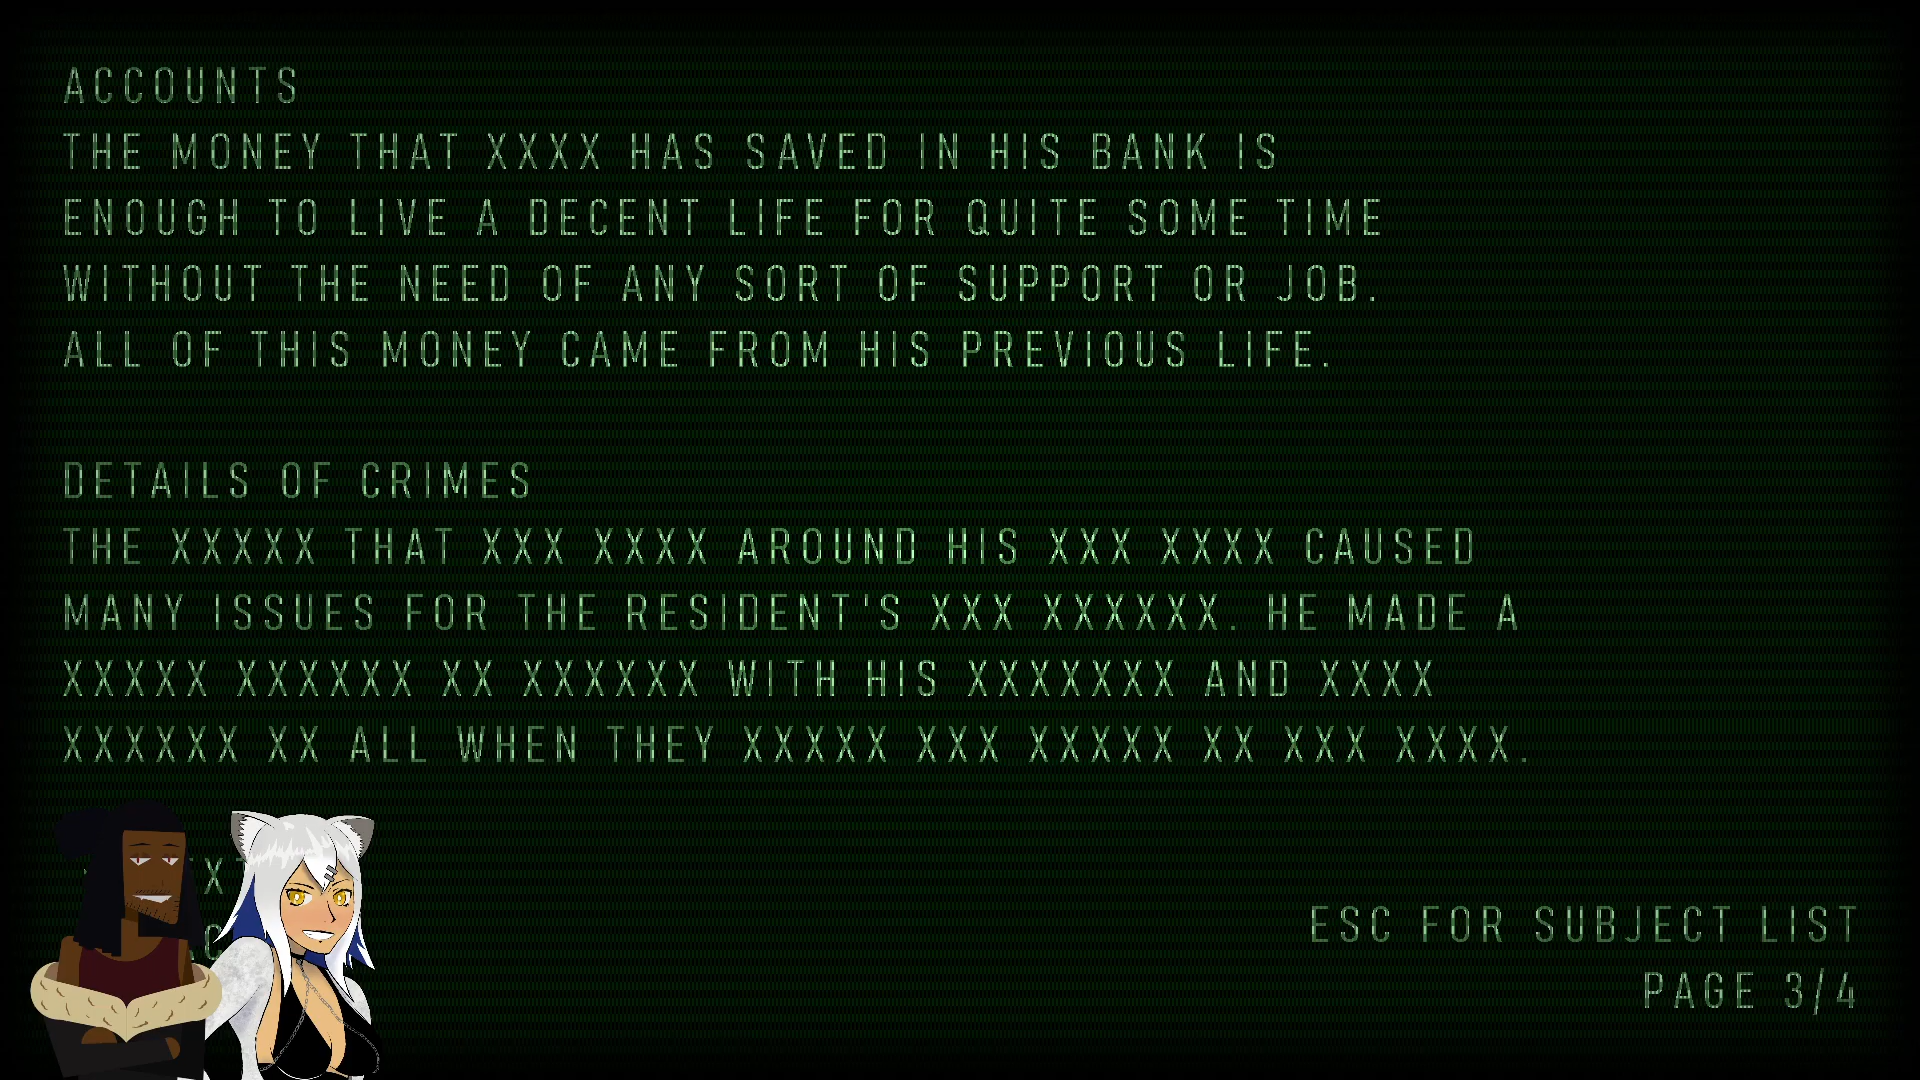 ACCOUNTS
THE MONEY THAT XXXX HAS SAVED IN HIS BANK IS
ENOUGH TO LIVE A DECENT LIFE FOR QUITE SOME TIME
WITHOUT THE NEED OF ANY SORT OF SUPPORT OR JOB.
ALL OF THIS MONEY CAME FROM HIS PREVIOUS LIFE.
DETAILS OF CRIMES
THE XXXXX THAT XXX XXXX AROUND HIS XXX XXXX CAUSED
MANY ISSUES FOR THE RESIDENT'S XXX XXXXXX. HE MADE A
XXXXX XXXXXX XX XXXXXX WITH HIS XXXXXXX AND XXXX
XXXXXX XX ALL WHEN THEY XXXXX XXX XXXXX XX XXX XXXX.
ESC FOR SUBJECT LIST
PAGE 3/4